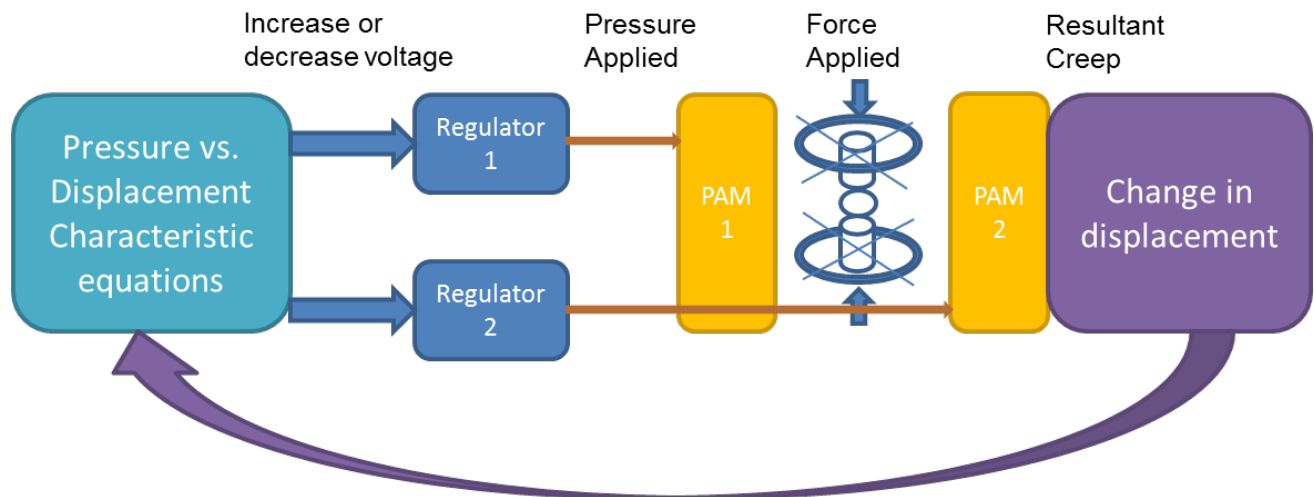 Increase or
decrease voltage
Pressure
Applied
Force
Applied
Resultant
Creep
Pressure vs.
Displacement
Characteristic
equations
Regulator
1
Regulator
2
PAM
1
PAM
2
Change in
displacement